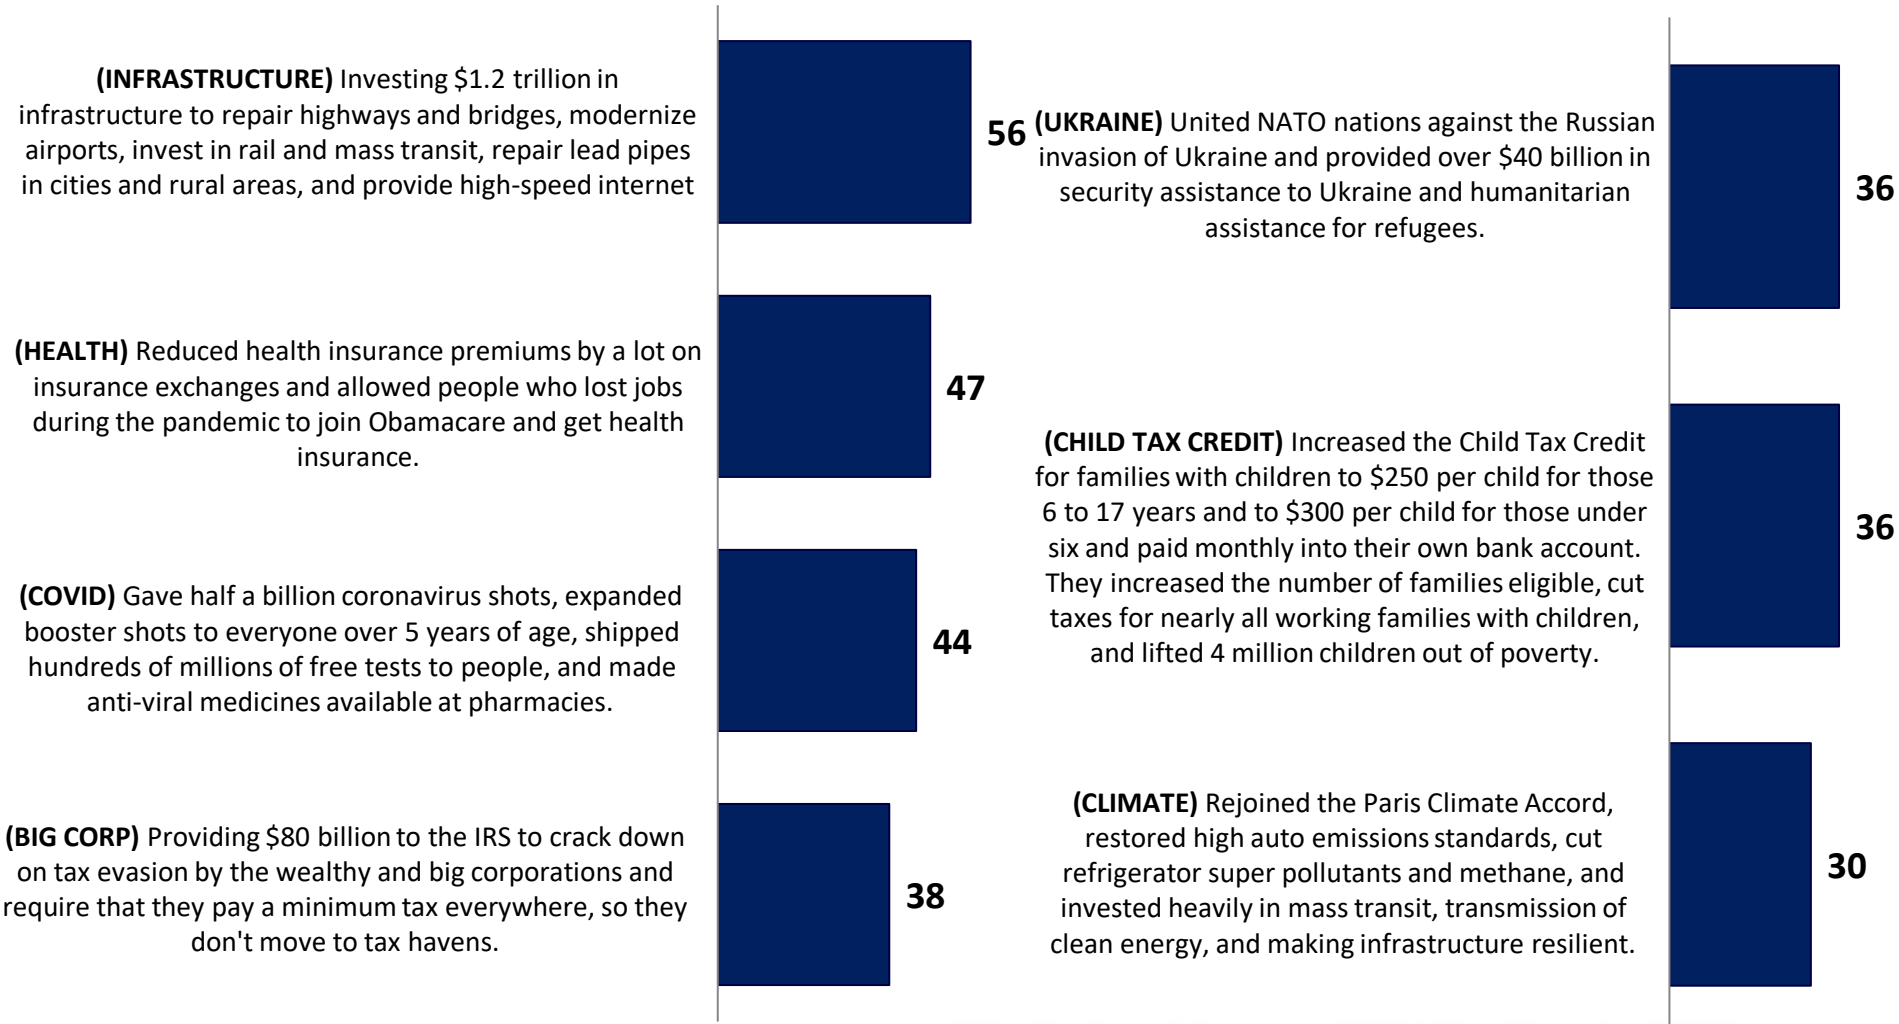 (INFRASTRUCTURE) Investing $1.2 trillion in
infrastructure to repair highways and bridges, modernize
airports, invest in rail and mass transit, repair lead pipes
in cities and rural areas, and provide high-speed internet
56
(HEALTH) Reduced health insurance premiums by a lot on
insurance exchanges and allowed people who lost jobs
during the pandemic to join Obamacare and get health
insurance.
47
(COVID) Gave half a billion coronavirus shots, expanded
booster shots to everyone over 5 years of age, shipped
hundreds of millions of free tests to people, and made
anti-viral medicines available at pharmacies.
44
(BIG CORP) Providing $80 billion to the IRS to crack down
on tax evasion by the wealthy and big corporations and
require that they pay a minimum tax everywhere, so they
don't move to tax havens.
38
(UKRAINE) United NATO nations against the Russian
invasion of Ukraine and provided over $40 billion in
security assistance to Ukraine and humanitarian
assistance for refugees.
36
(CHILD TAX CREDIT) Increased the Child Tax Credit
for families with children to $250 per child for those
6 to 17 years and to $300 per child for those under
six and paid monthly into their own bank account.
They increased the number of families eligible, cut
taxes for nearly all working families with children,
and lifted 4 million children out of poverty.
36
(CLIMATE) Rejoined the Paris Climate Accord,
restored high auto emissions standards, cut
refrigerator super pollutants and methane, and
invested heavily in mass transit, transmission of
clean energy, and making infrastructure resilient.
30